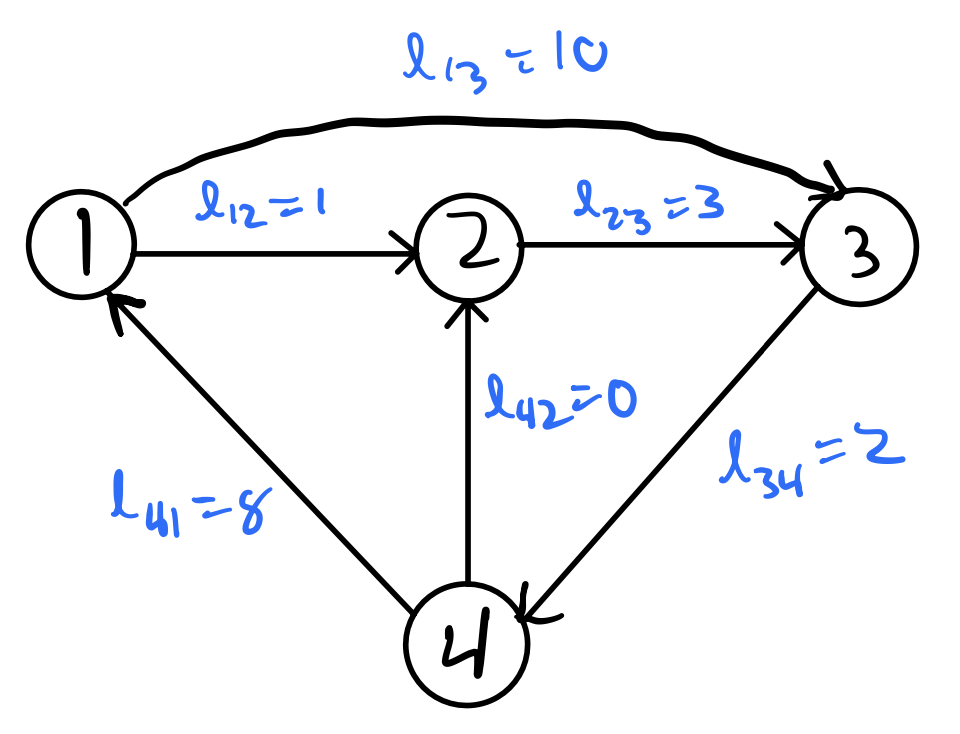 l13 = 10
l12 = 1
l23 = 3
1
2
3
l42 = 0
l34 = 2
l41 = 8
4